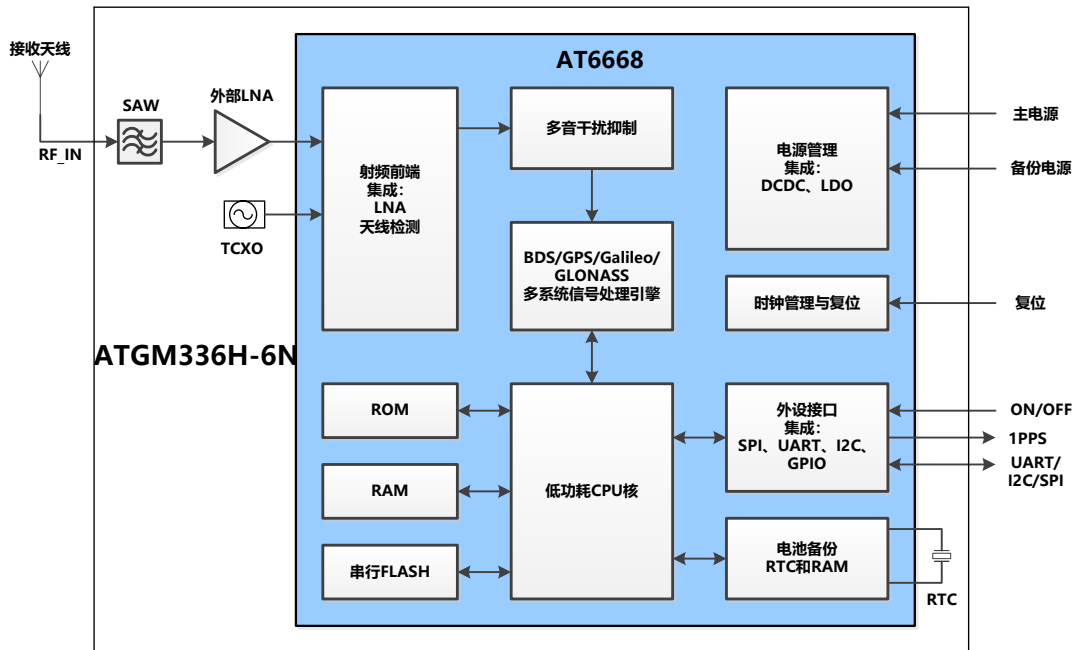 接收天线
RF_IN
SAW
外部LNA
TCXO
ATGM336H-6N
AT6668
射频前端
集成：
LNA
天线检测
多音干扰抑制
BDS/GPS/Galileo/
GLONASS
多系统信号处理引擎
电源管理
集成：
DCDC、LDO
时钟管理与复位
ROM
RAM
串行FLASH
低功耗CPU核
外设接口
集成：
SPI、UART、I2C、
GPIO
电池备份
RTC和RAM
主电源
备份电源
复位
ON/OFF
1PPS
UART/
I2C/SPI
RTC